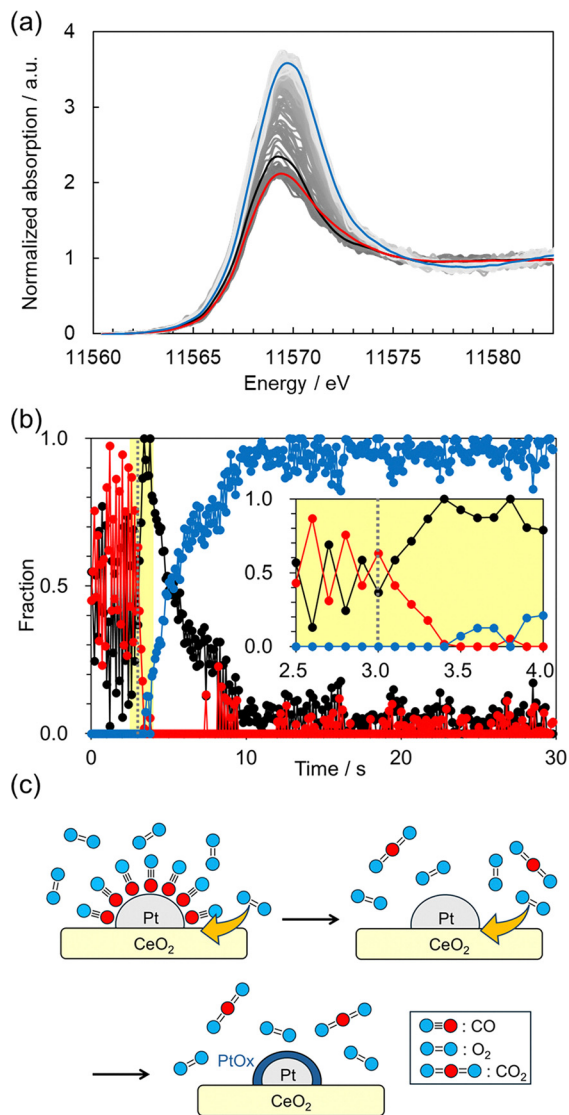 (a)
4
3
2
1
0
Normalized absorption / a.u.
11560 11565 11570 11575 11580
Energy / eV
(b)
1.0
0.5
0.0
Fraction
1.0
0.5
0.0
2.5 3.0 3.5 4.0
0 10 20 30
Time / s
(c)
Pt
CeO2
Pt
CeO2
PtOx
Pt
CeO2
: CO
: O2
: CO2